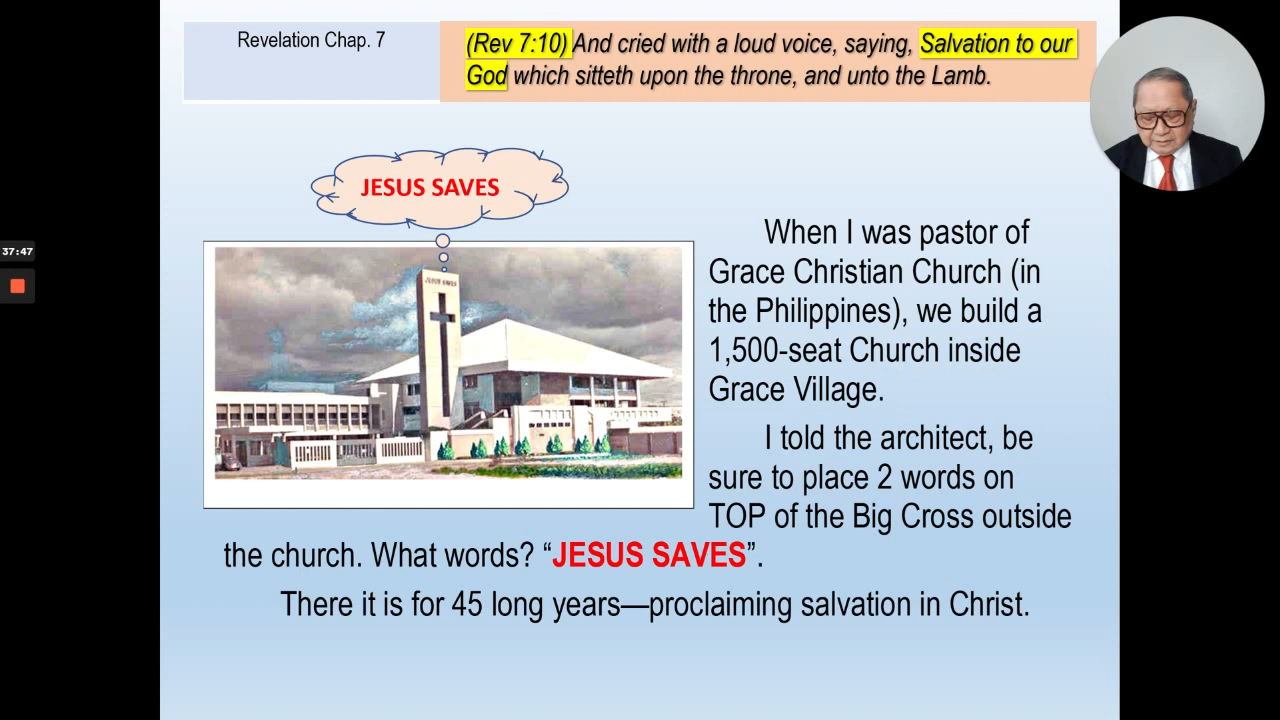 Revelation Chap. 7
(Rev 7:10) And cried with a loud voice, saying, Salvation to our
God which sitteth upon the throne, and unto the Lamb.
JESUS SAVES
37:47
JESUS SAVES
When I was pastor of
Grace Christian Church (in
the Philippines), we build a
1,500-seat Church inside
Grace Village.
I told the architect, be
sure to place 2 words on
TOP of the Big Cross outside
the church. What words? “JESUS SAVES”.
There it is for 45 long years—proclaiming salvation in Christ.